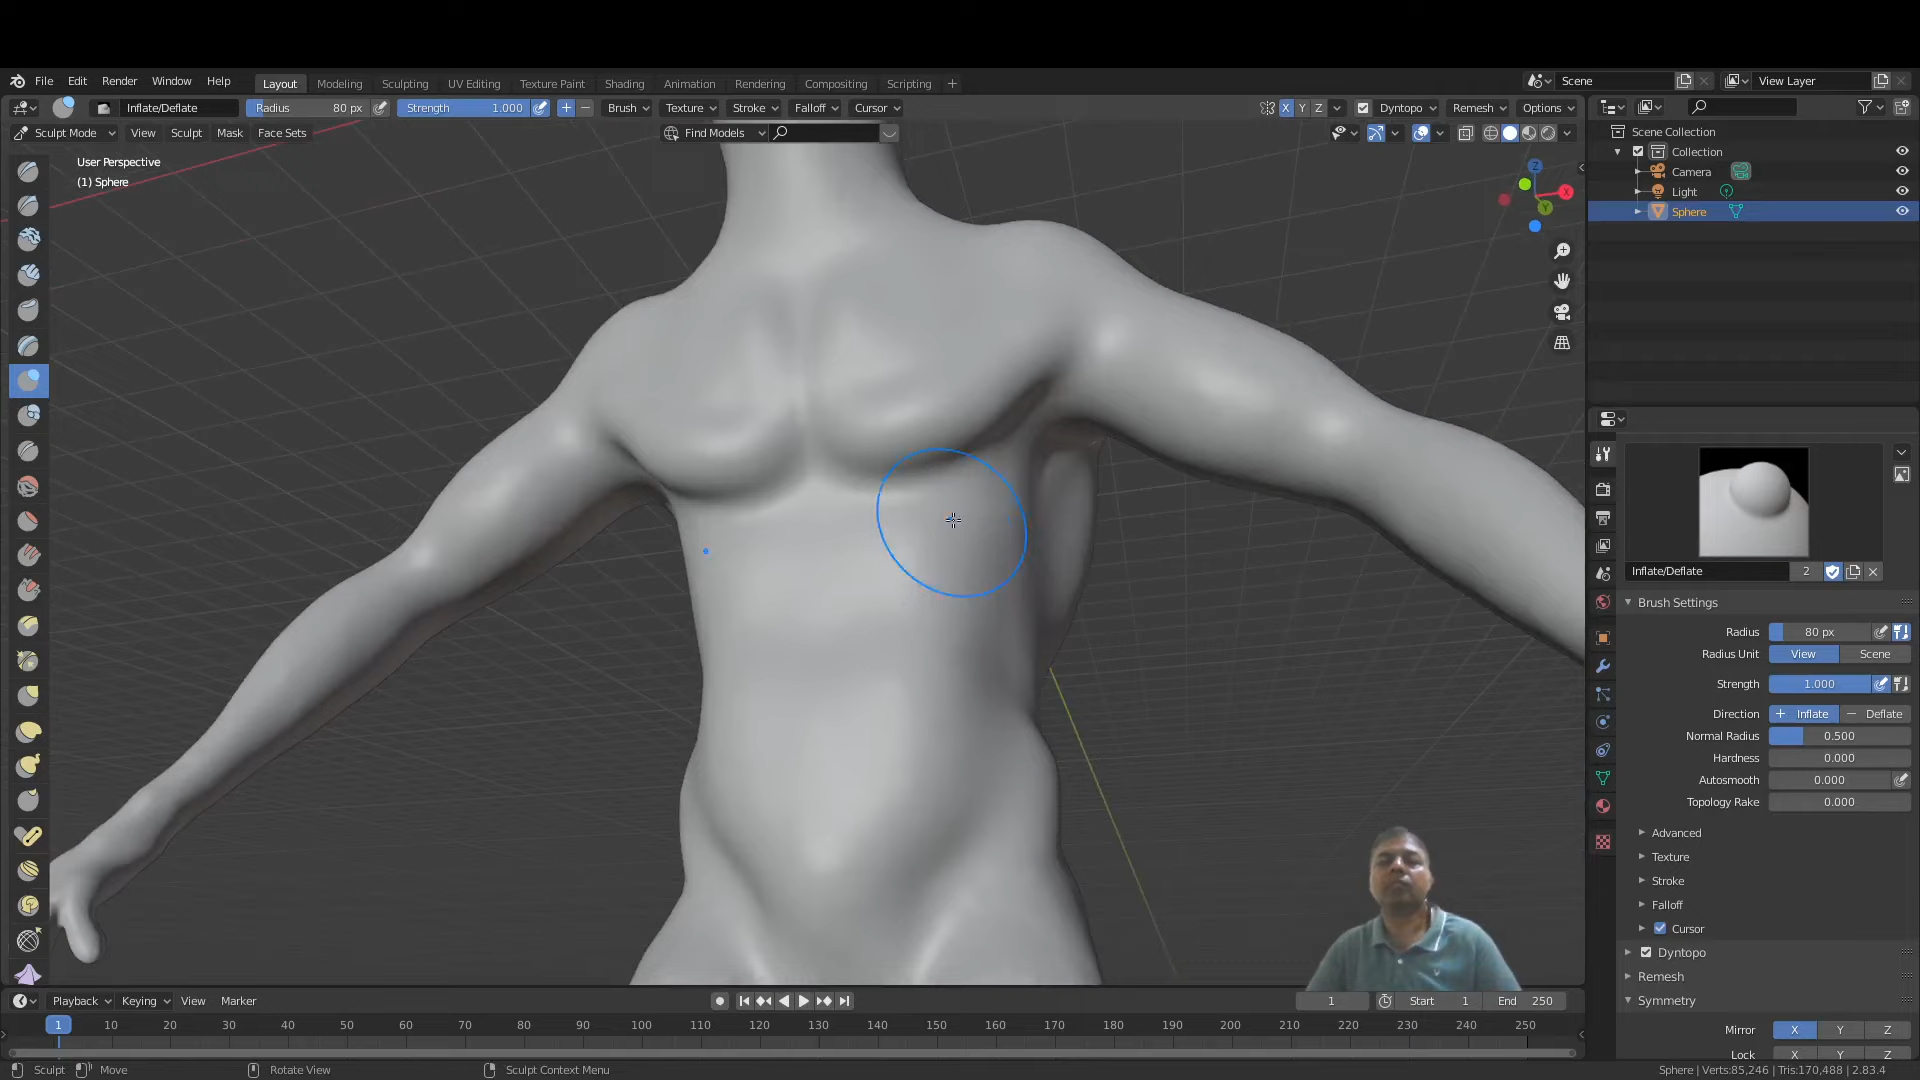 File Edit Render Window Help Layout Modeling Sculpting UV Editing Texture Paint Shading Animation Rendering Compositing Scripting + Scene View Layer
Inflate/Deflate Radius 80 px Strength 1.000 Brush Texture Stroke Falloff Cursor X Y Z Dyntopo Remesh Options
Sculpt Mode View Sculpt Mask Face Sets Find Models
User Perspective
(1) Sphere
Z
X
Y
Scene Collection
Collection
Camera
Light
Sphere
Inflate/Deflate 2
Brush Settings
Radius 80 px
Radius Unit View Scene
Strength 1.000
Direction + Inflate − Deflate
Normal Radius 0.500
Hardness 0.000
Autosmooth 0.000
Topology Rake 0.000
Advanced
Texture
Stroke
Falloff
Cursor
Dyntopo
Remesh
Symmetry
Mirror X Y Z
Lock X Y Z
Playback Keying View Marker 1 Start 1 End 250
1 10 20 30 40 50 60 70 80 90 100 110 120 130 140 150 160 170 180 190 200 210 220 230 240 250
Sculpt Move Rotate View Sculpt Context Menu Sphere | Verts:85,246 | Tris:170,488 | 2.83.4